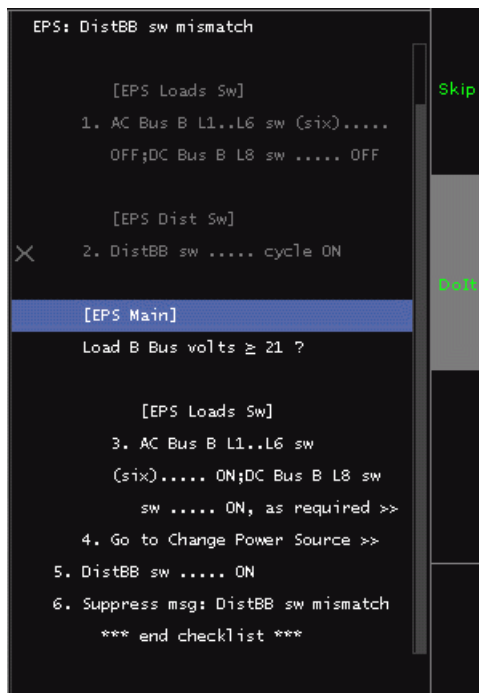 EPS: DistBB sw mismatch
[EPS Loads Sw]
Skip
1. AC Bus B L1..L6 sw (six).....
OFF;DC Bus B L8 sw ..... OFF
[EPS Dist Sw]
2. DistBB sw ..... cycle ON
DoIt
[EPS Main]
Load B Bus volts ≥ 21 ?
[EPS Loads Sw]
3. AC Bus B L1..L6 sw
(six)..... ON;DC Bus B L8 sw
sw ..... ON, as required >>
4. Go to Change Power Source >>
5. DistBB sw ..... ON
6. Suppress msg: DistBB sw mismatch
*** end checklist ***